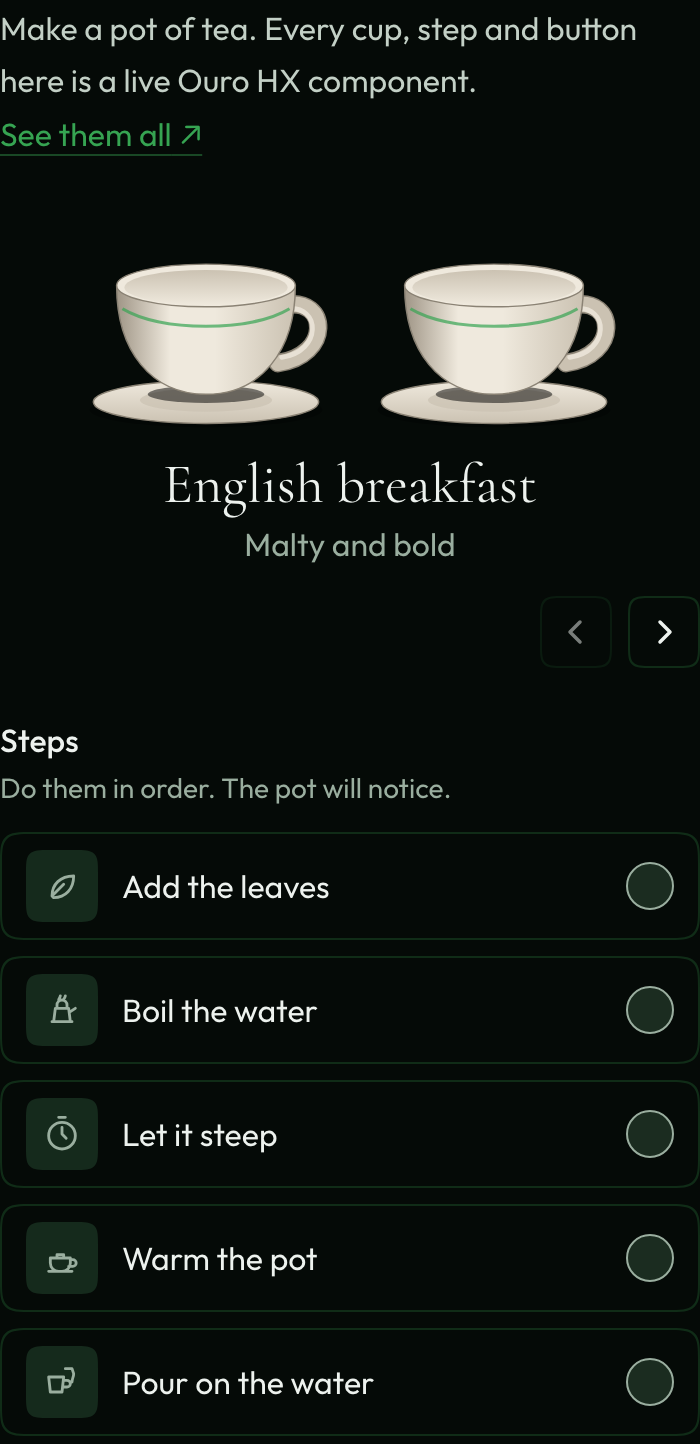 Make a pot of tea. Every cup, step and button
here is a live Ouro HX component.
See them all ↗
English breakfast
Malty and bold
Steps
Do them in order. The pot will notice.
Add the leaves
Boil the water
Let it steep
Warm the pot
Pour on the water